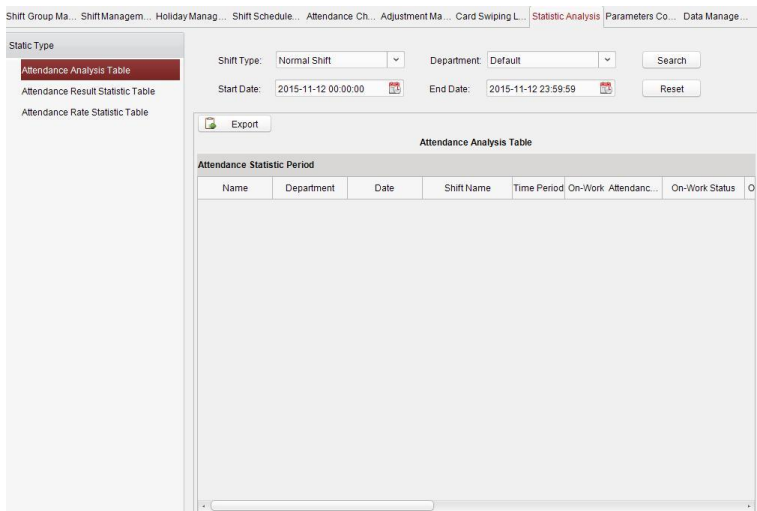 Shift Group Ma... Shift Managem... Holiday Manag... Shift Schedule... Attendance Ch... Adjustment Ma... Card Swiping L... Statistic Analysis Parameters Co... Data Manage...
Static Type
Attendance Analysis Table
Attendance Result Statistic Table
Attendance Rate Statistic Table
Shift Type: Normal Shift Department: Default Search
Start Date: 2015-11-12 00:00:00 End Date: 2015-11-12 23:59:59 Reset
Export
Attendance Analysis Table
Attendance Statistic Period
Name Department Date Shift Name Time Period On-Work Attendanc... On-Work Status O